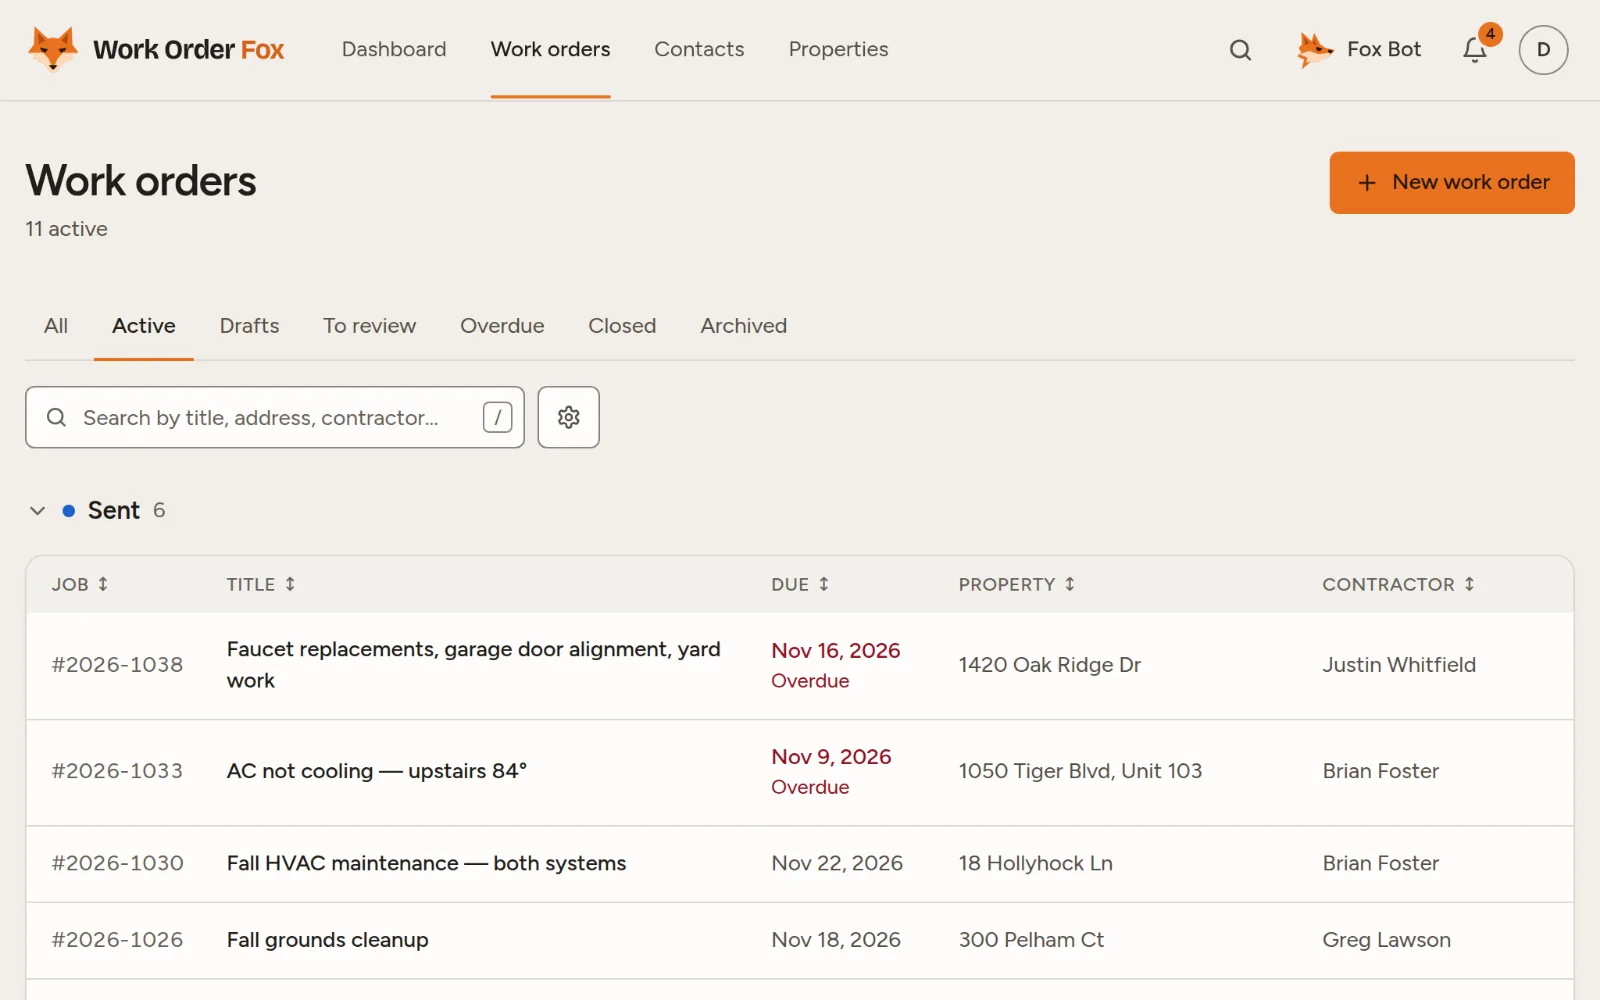 Work Order Fox
Dashboard
Work orders
Contacts
Properties
Fox Bot
4
D
Work orders
11 active
+ New work order
All
Active
Drafts
To review
Overdue
Closed
Archived
Search by title, address, contractor...
/
Sent 6
JOB
TITLE
DUE
PROPERTY
CONTRACTOR
#2026-1038
Faucet replacements, garage door alignment, yard
work
Nov 16, 2026
Overdue
1420 Oak Ridge Dr
Justin Whitfield
#2026-1033
AC not cooling — upstairs 84°
Nov 9, 2026
Overdue
1050 Tiger Blvd, Unit 103
Brian Foster
#2026-1030
Fall HVAC maintenance — both systems
Nov 22, 2026
18 Hollyhock Ln
Brian Foster
#2026-1026
Fall grounds cleanup
Nov 18, 2026
300 Pelham Ct
Greg Lawson